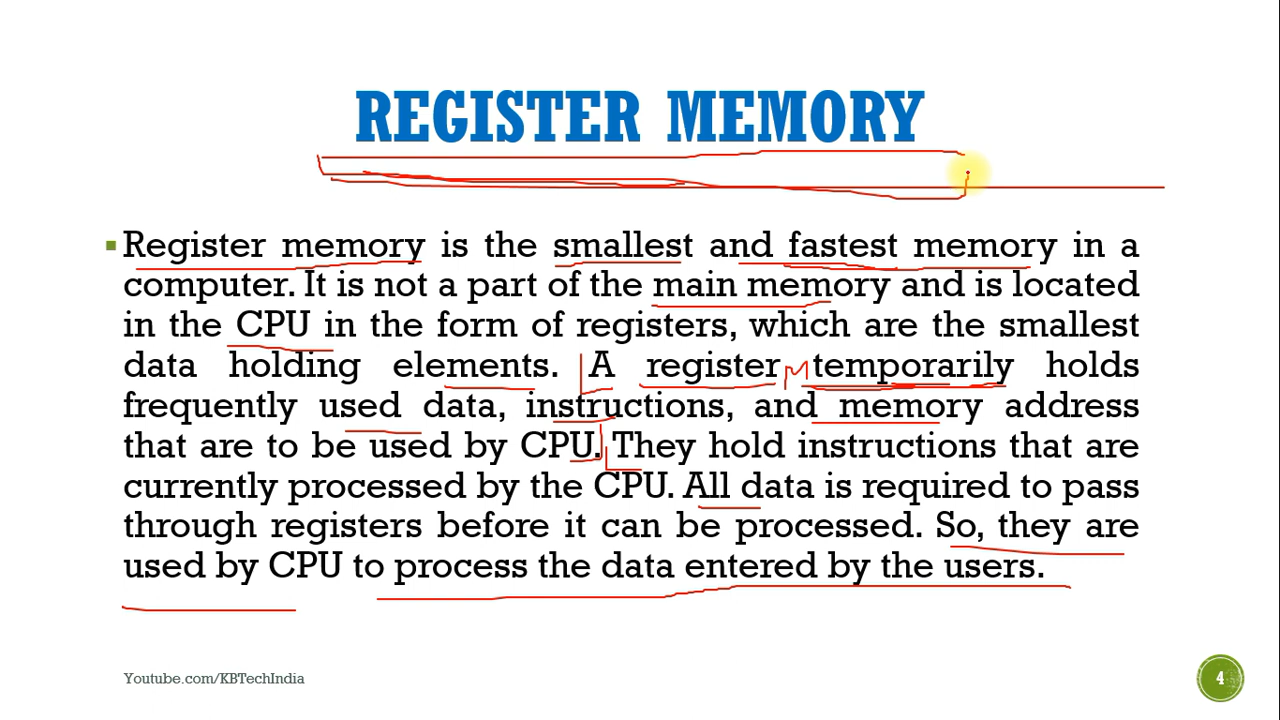 REGISTER MEMORY
Register memory is the smallest and fastest memory in a
computer. It is not a part of the main memory and is located
in the CPU in the form of registers, which are the smallest
data holding elements. A register temporarily holds
frequently used data, instructions, and memory address
that are to be used by CPU. They hold instructions that are
currently processed by the CPU. All data is required to pass
through registers before it can be processed. So, they are
used by CPU to process the data entered by the users.
Youtube.com/KBTechIndia
4